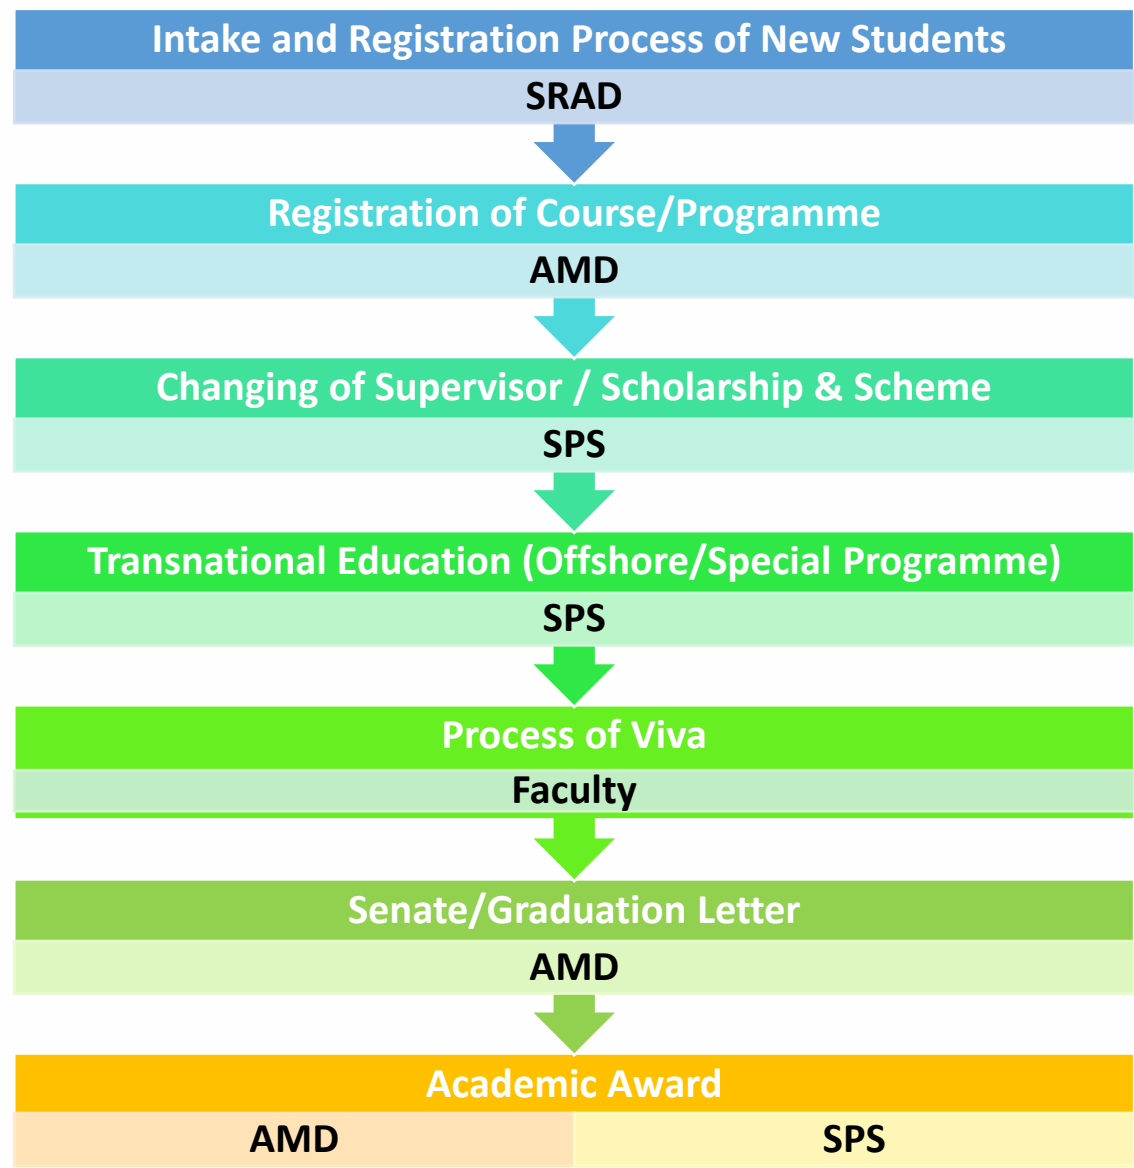 Intake and Registration Process of New Students
SRAD
Registration of Course/Programme
AMD
Changing of Supervisor / Scholarship & Scheme
SPS
Transnational Education (Offshore/Special Programme)
SPS
Process of Viva
Faculty
Senate/Graduation Letter
AMD
Academic Award
AMD
SPS